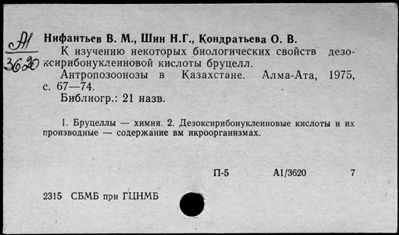 А1
3620
Нифантьев В. М., Шин Н.Г., Кондратьева О. В.
К изучению некоторых биологических свойств дезо-
ксирибонуклеиновой кислоты бруцелл.
Антропозоонозы в Казахстане. Алма-Ата, 1975,
с. 67—74.
Библиогр.: 21 назв.
1. Бруцеллы — химия. 2. Дезоксирибонуклеиновые кислоты и их
производные — содержание вм икроорганизмах.
П-5 А1/3620 7
2315 СБМБ при ГЦНМБ